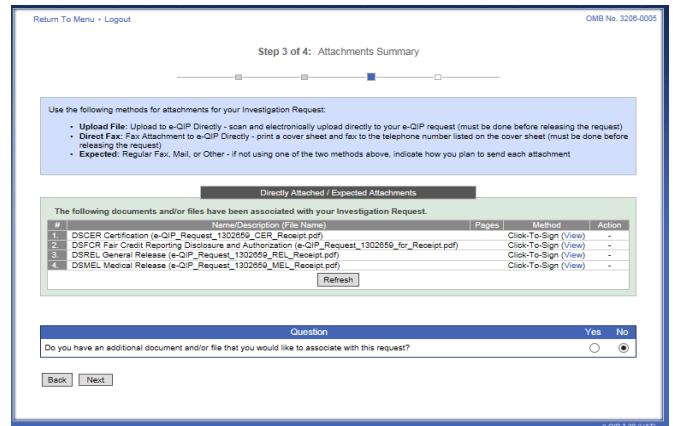 Return To Menu • Logout
OMB No. 3206-0005
Step 3 of 4: Attachments Summary
Use the following methods for attachments for your Investigation Request:
• Upload File: Upload to e-QIP Directly - scan and electronically upload directly to your e-QIP request (must be done before releasing the request)
• Direct Fax: Fax Attachment to e-QIP Directly - print a cover sheet and fax to the telephone number listed on the cover sheet (must be done before
releasing the request)
• Expected: Regular Fax, Mail, or Other - if not using one of the two methods above, indicate how you plan to send each attachment
Directly Attached / Expected Attachments
The following documents and/or files have been associated with your Investigation Request.
# Name/Description (File Name) Pages Method Action
1. DSCER Certification (e-QIP_Request_1302659_CER_Receipt.pdf) Click-To-Sign (View) -
2. DSFCR Fair Credit Reporting Disclosure and Authorization (e-QIP_Request_1302659_for_Receipt.pdf) Click-To-Sign (View) -
3. DSREL General Release (e-QIP_Request_1302659_REL_Receipt.pdf) Click-To-Sign (View) -
4. DSMEL Medical Release (e-QIP_Request_1302659_MEL_Receipt.pdf) Click-To-Sign (View) -
Refresh
Question Yes No
Do you have an additional document and/or file that you would like to associate with this request?
Back Next